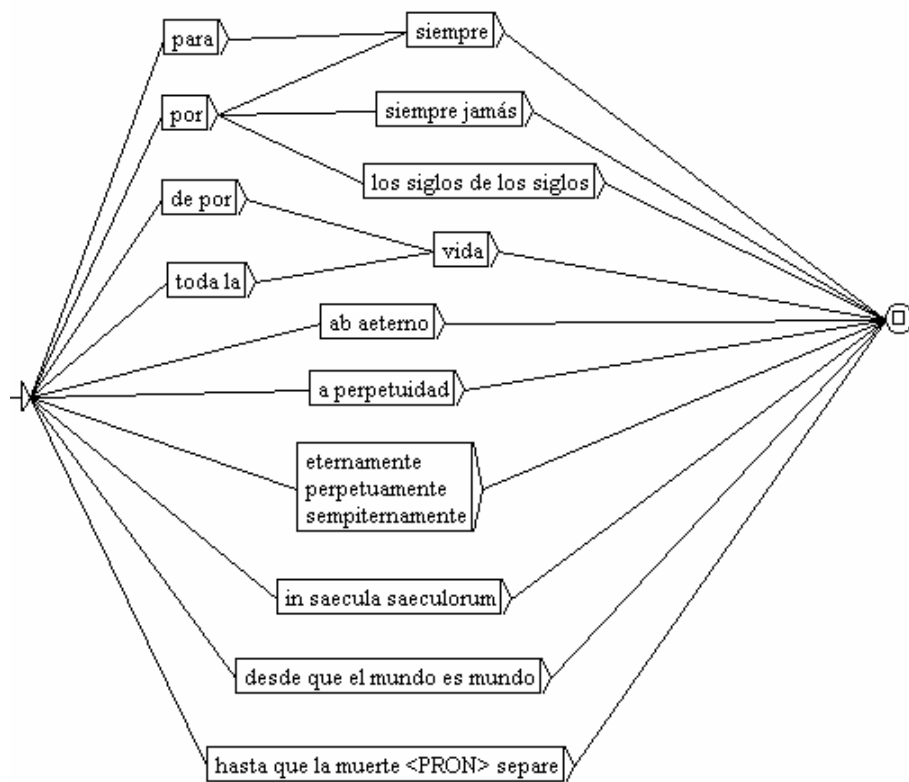 para
siempre
por
siempre jamás
los siglos de los siglos
de por
vida
toda la
ab aeterno
a perpetuidad
eternamente
perpetuamente
sempiternamente
in saecula saeculorum
desde que el mundo es mundo
hasta que la muerte <PRON> separe